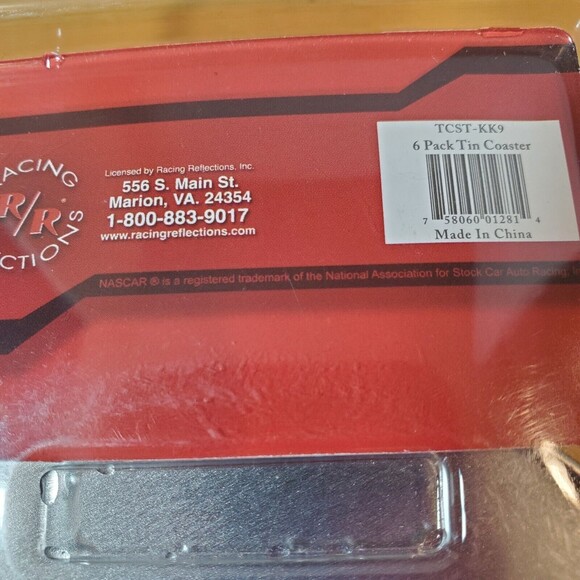 RACING
R/R
Licensed by Racing Reflections, Inc.
556 S. Main St.
Marion, VA. 24354
1-800-883-9017
www.racingreflections.com
TCST-KK9
6 Pack Tin Coaster
7 58060 01281 4
Made In China
NASCAR ® is a registered trademark of the National Association for Stock Car Auto Racing,